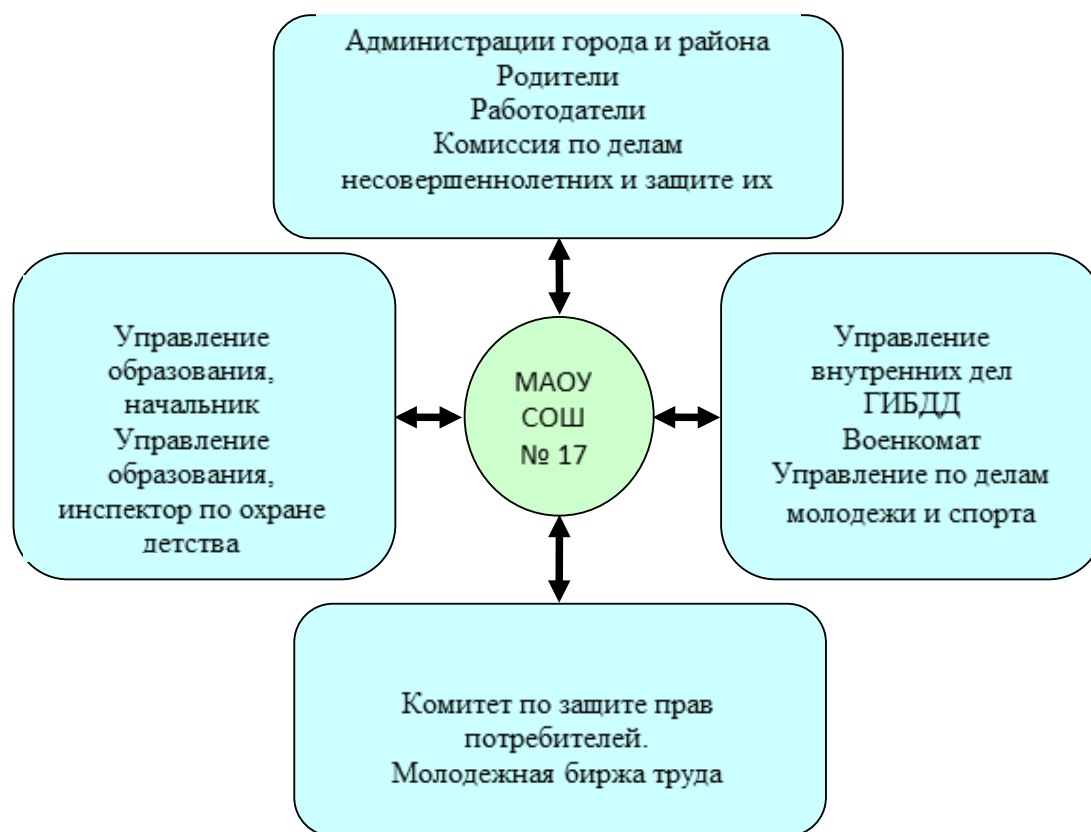 Администрации города и района
Родители
Работодатели
Комиссия по делам
несовершеннолетних и защите их
Управление
образования,
начальник
Управление
образования,
инспектор по охране
детства
МАОУ
СОШ
№ 17
Управление
внутренних дел
ГИБДД
Военкомат
Управление по делам
молодежи и спорта
Комитет по защите прав
потребителей.
Молодежная биржа труда